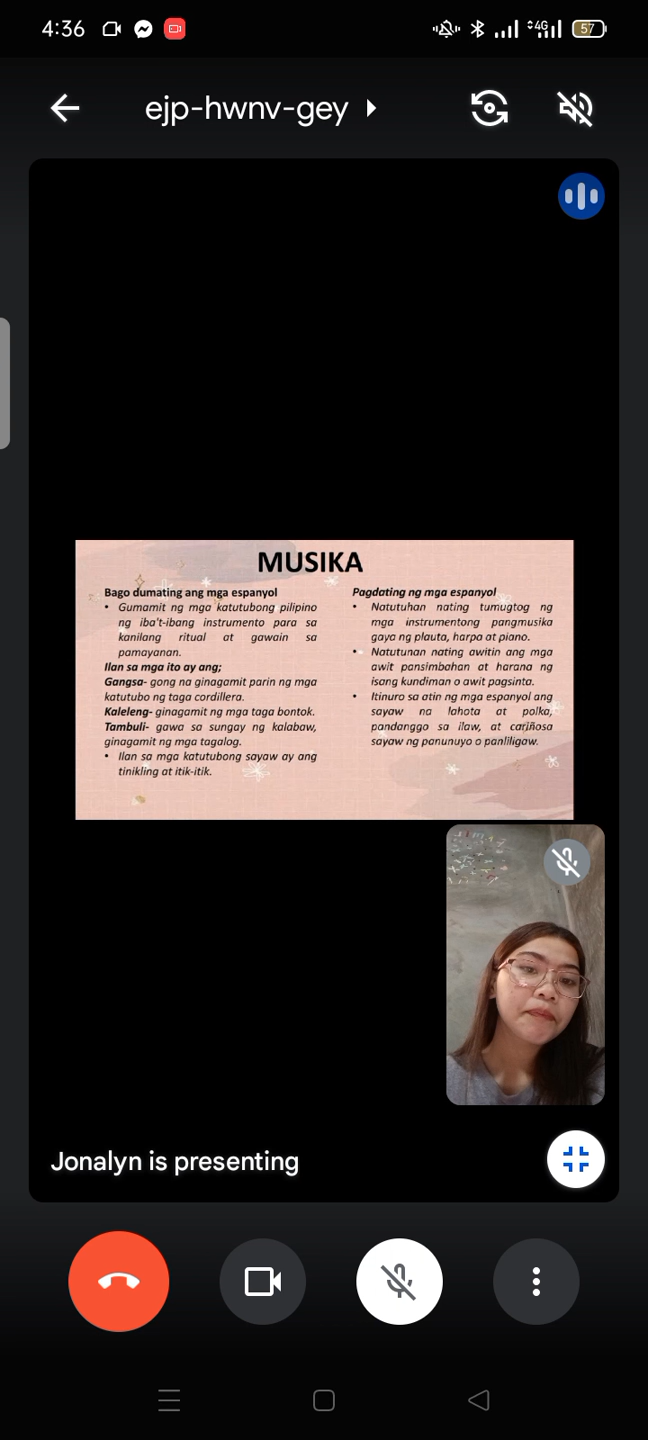 4:36
4G
57
ejp-hwnv-gey
MUSIKA
Bago dumating ang mga espanyol
• Gumamit ng mga katutubong pilipino
ng iba't-ibang instrumento para sa
kanilang ritual at gawain sa
pamayanan.
Ilan sa mga ito ay ang;
Gangsa- gong na ginagamit parin ng mga
katutubo ng taga cordillera.
Kaleleng- ginagamit ng mga taga bontok.
Tambuli- gawa sa sungay ng kalabaw,
ginagamit ng mga tagalog.
• Ilan sa mga katutubong sayaw ay ang
tinikling at itik-itik.
Pagdating ng mga espanyol
• Natutuhan nating tumugtog ng
mga instrumentong pangmusika
gaya ng plauta, harpa at piano.
• Natutunan nating awitin ang mga
awit pansimbahan at harana ng
isang kundiman o awit pagsinta.
• Itinuro sa atin ng mga espanyol ang
sayaw na lahota at polka,
pandanggo sa ilaw, at cariñosa
sayaw ng panunuyo o panliligaw.
Jonalyn is presenting